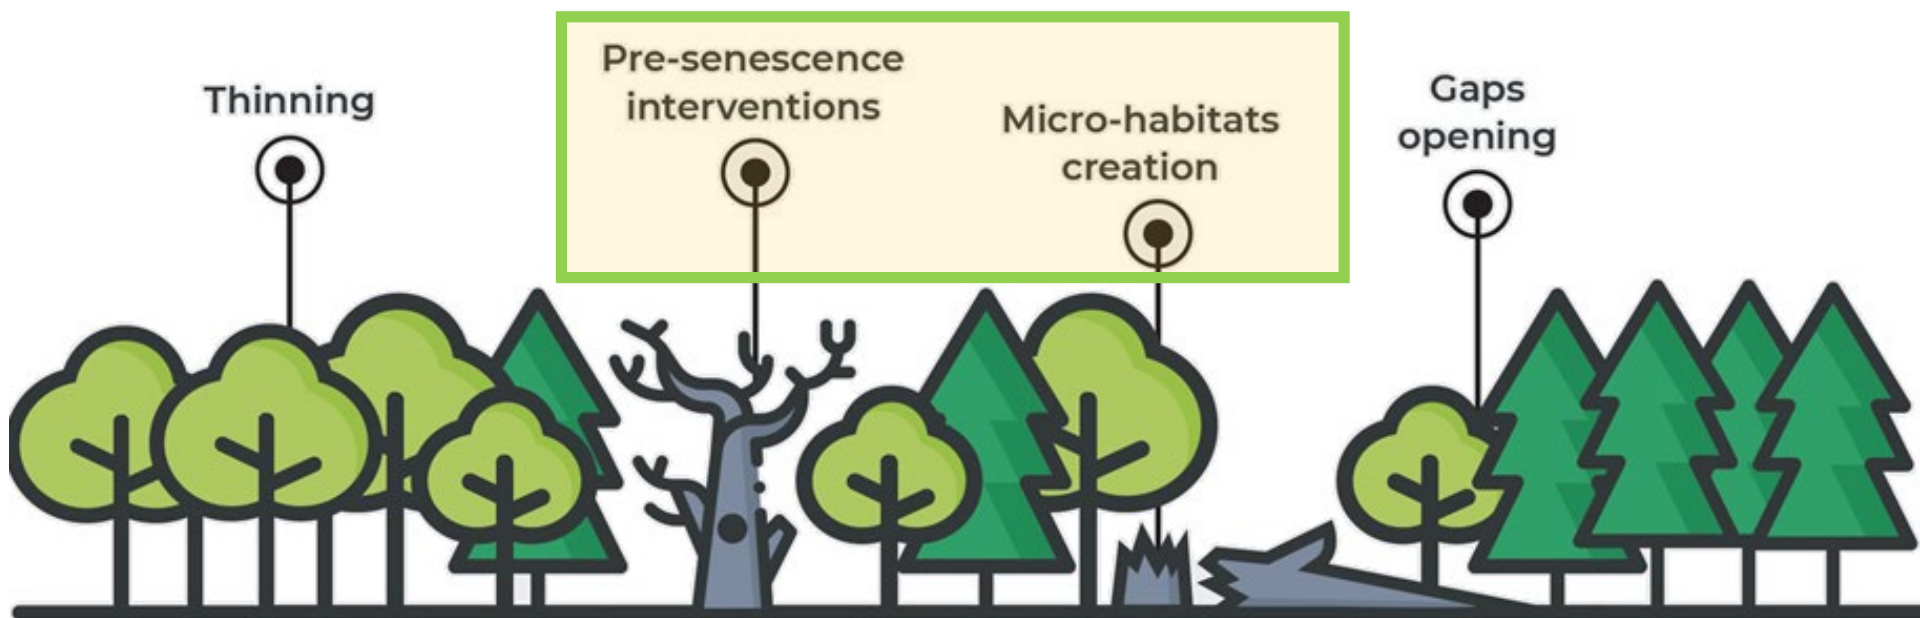 Thinning
Pre-senescence
interventions
Micro-habitats
creation
Gaps
opening